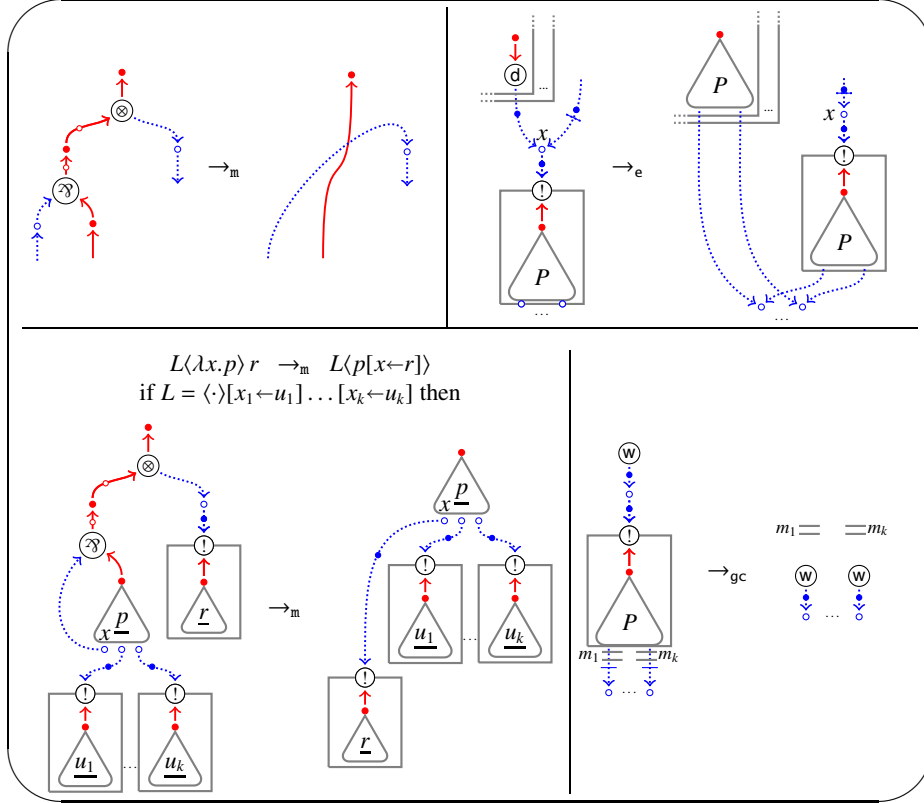 ⊗
⅋
→m
d
...
x
!
P
→e
P
...
x
!
P
...
...
L⟨λx.p⟩ r →m L⟨p[x←r]⟩
if L = ⟨·⟩[x1←u1] … [xk←uk] then
⊗
⅋
!
x p
r
!
!
u1
...
uk
→m
x p
!
!
u1
...
uk
!
r
w
!
P
m1
mk
...
→gc
m1
mk
w
w
...